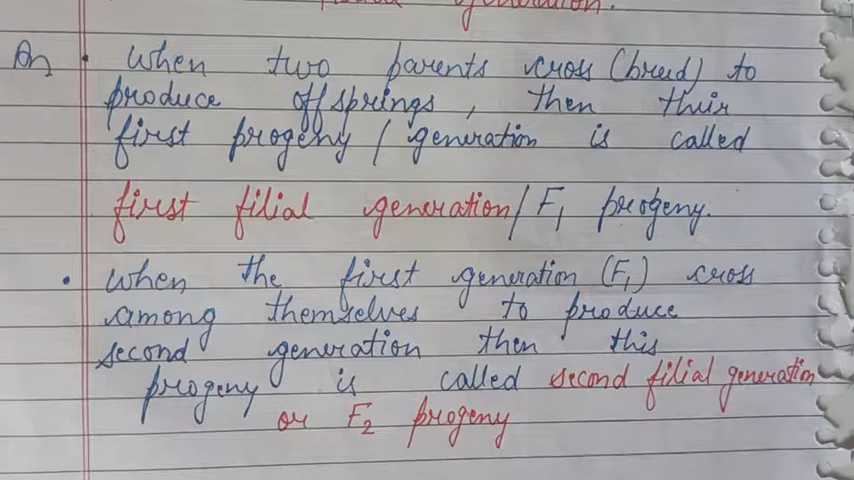 generation.
An • When two parents cross (breed) to
produce offsprings, then their
first progeny / generation is called
first filial generation/F₁ progeny.
• When the first generation (F₁) cross
among themselves to produce
second generation then this
progeny is called second filial generation
or F₂ progeny